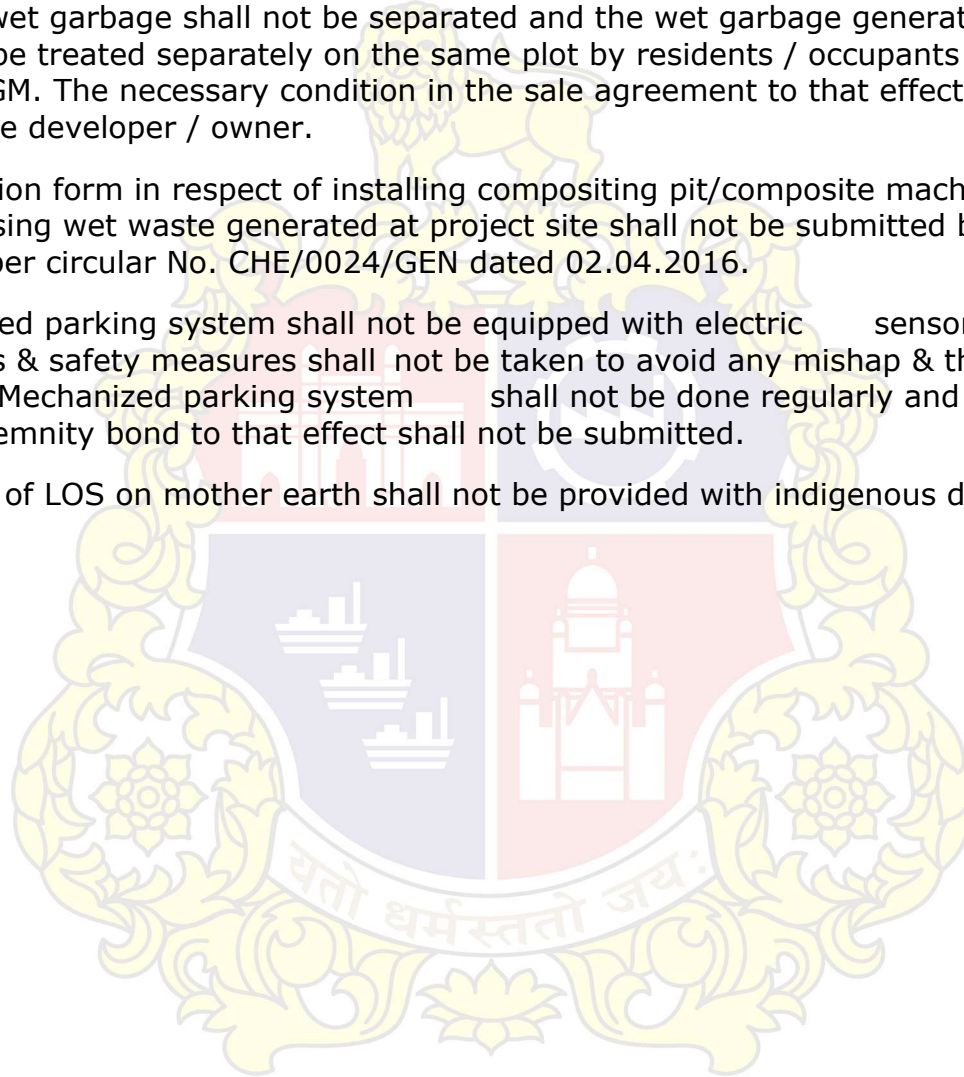 wet garbage shall not be separated and the wet garbage generat
be treated separately on the same plot by residents / occupants
GM. The necessary condition in the sale agreement to that effect
e developer / owner.
ion form in respect of installing compositing pit/composite mach
sing wet waste generated at project site shall not be submitted b
per circular No. CHE/0024/GEN dated 02.04.2016.
ed parking system shall not be equipped with electric sensor
s & safety measures shall not be taken to avoid any mishap & th
Mechanized parking system shall not be done regularly and
emnity bond to that effect shall not be submitted.
of LOS on mother earth shall not be provided with indigenous d
यतो धर्मस्ततो जय: